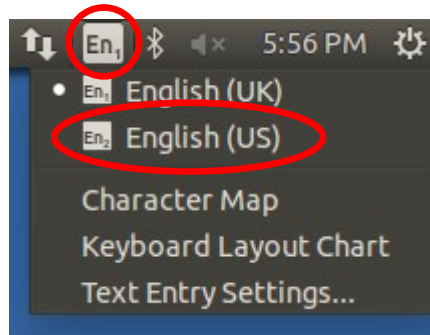 En₁ 5:56 PM
En₁ English (UK)
En₂ English (US)
Character Map
Keyboard Layout Chart
Text Entry Settings...